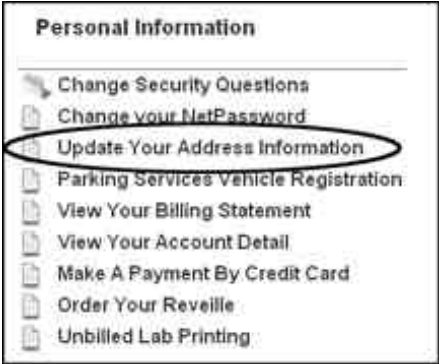 Personal Information
Change Security Questions
Change your NetPassword
Update Your Address Information
Parking Services Vehicle Registration
View Your Billing Statement
View Your Account Detail
Make A Payment By Credit Card
Order Your Reveille
Unbilled Lab Printing